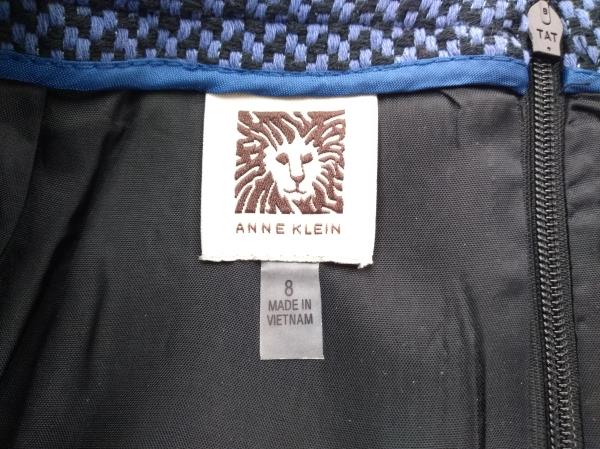 TAT
ANNE KLEIN
8
MADE IN
VIETNAM